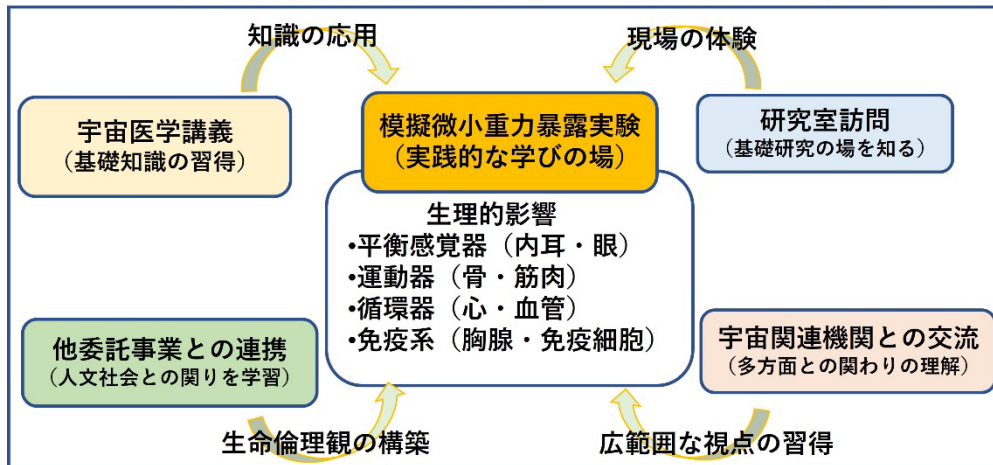 知識の応用
現場の体験
宇宙医学講義
(基礎知識の習得)
模擬微小重力暴露実験
(実践的な学びの場)
研究室訪問
(基礎研究の場を知る)
生理的影響
•平衡感覚器（内耳・眼）
•運動器（骨・筋肉）
•循環器（心・血管）
•免疫系（胸腺・免疫細胞）
他委託事業との連携
(人文社会との関りを学習)
宇宙関連機関との交流
(多方面との関わりの理解)
生命倫理観の構築
広範囲な視点の習得